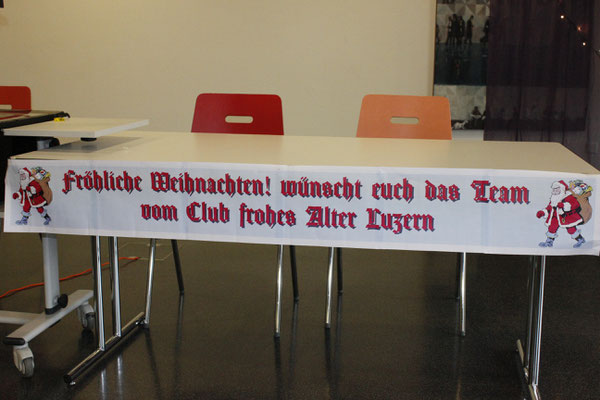 Fröhliche Weihnachten! wünscht euch das Team
vom Club frohes Alter Luzern